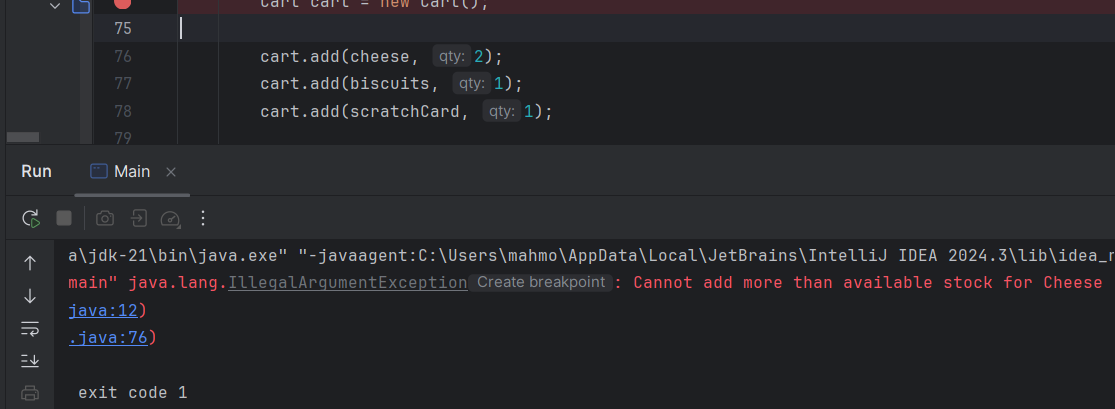 cart cart = new Cart();
75
76 cart.add(cheese, qty: 2);
77 cart.add(biscuits, qty: 1);
78 cart.add(scratchCard, qty: 1);
79
Run Main
a\jdk-21\bin\java.exe" "-javaagent:C:\Users\mahmo\AppData\Local\JetBrains\IntelliJ IDEA 2024.3\lib\idea_r
main" java.lang.IllegalArgumentException Create breakpoint : Cannot add more than available stock for Cheese
java:12)
.java:76)
exit code 1